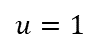 u = 1